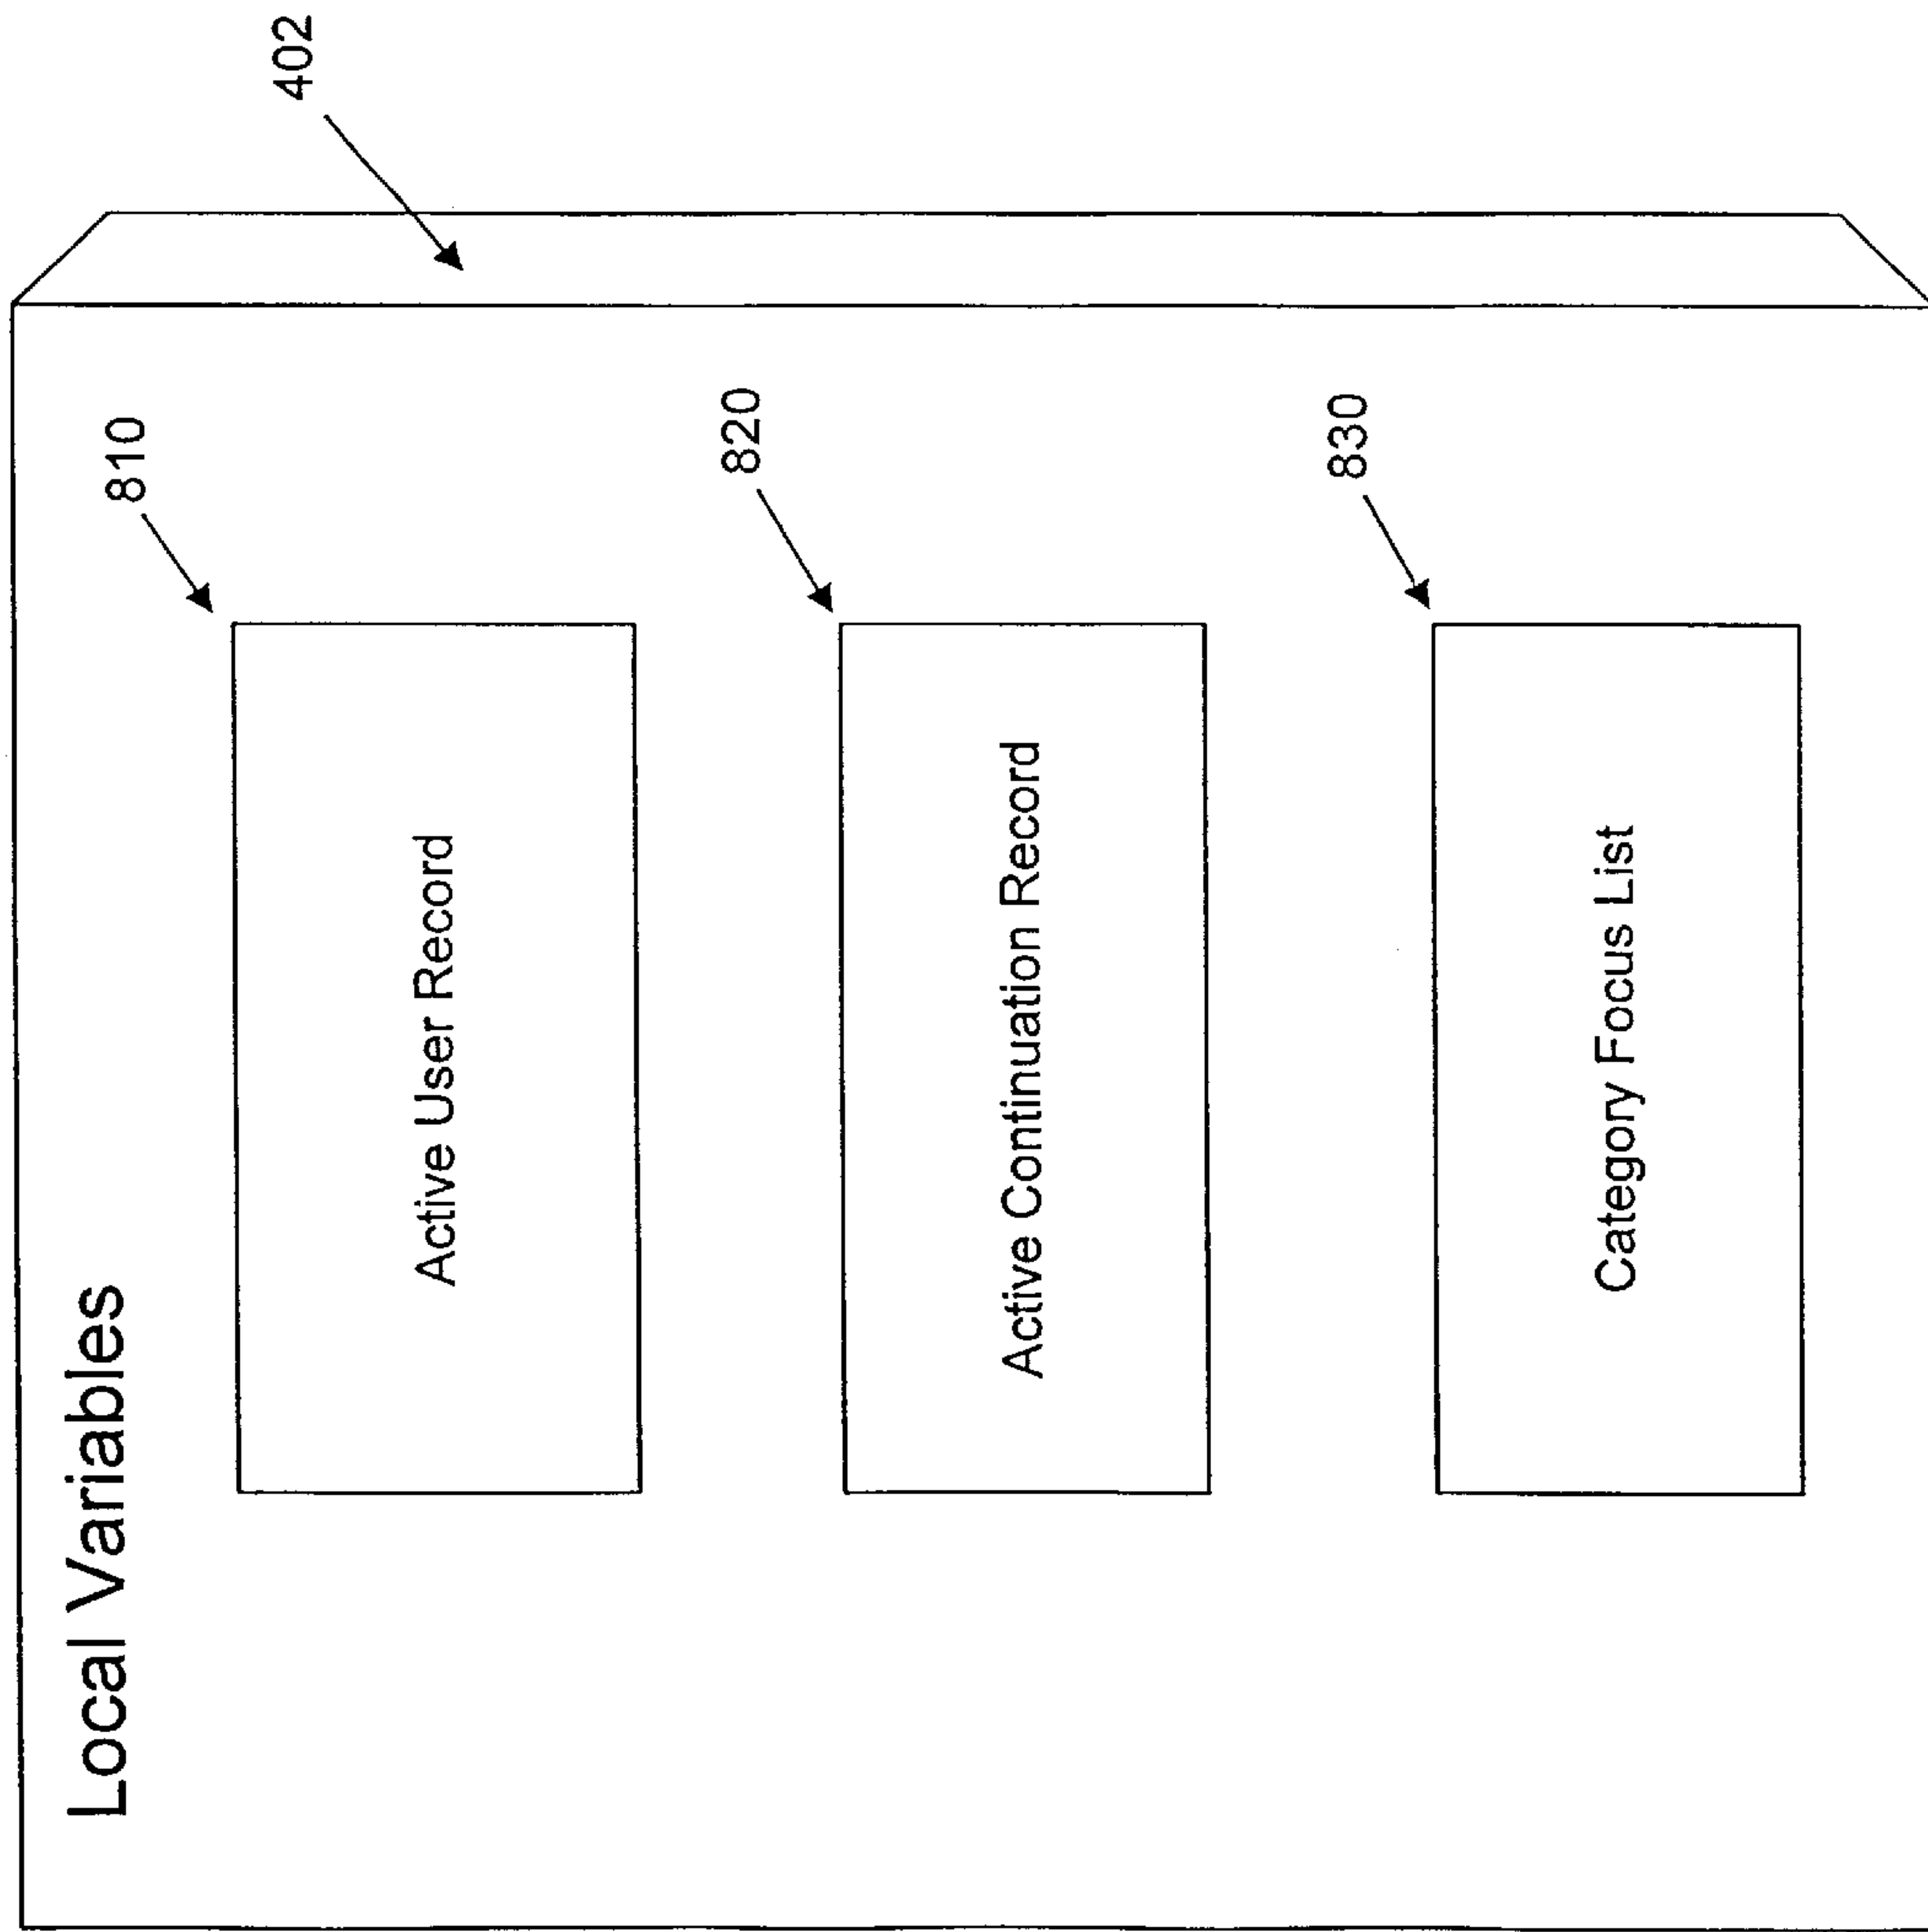 402
Local Variables
810
Active User Record
820
Active Continuation Record
830
Category Focus List